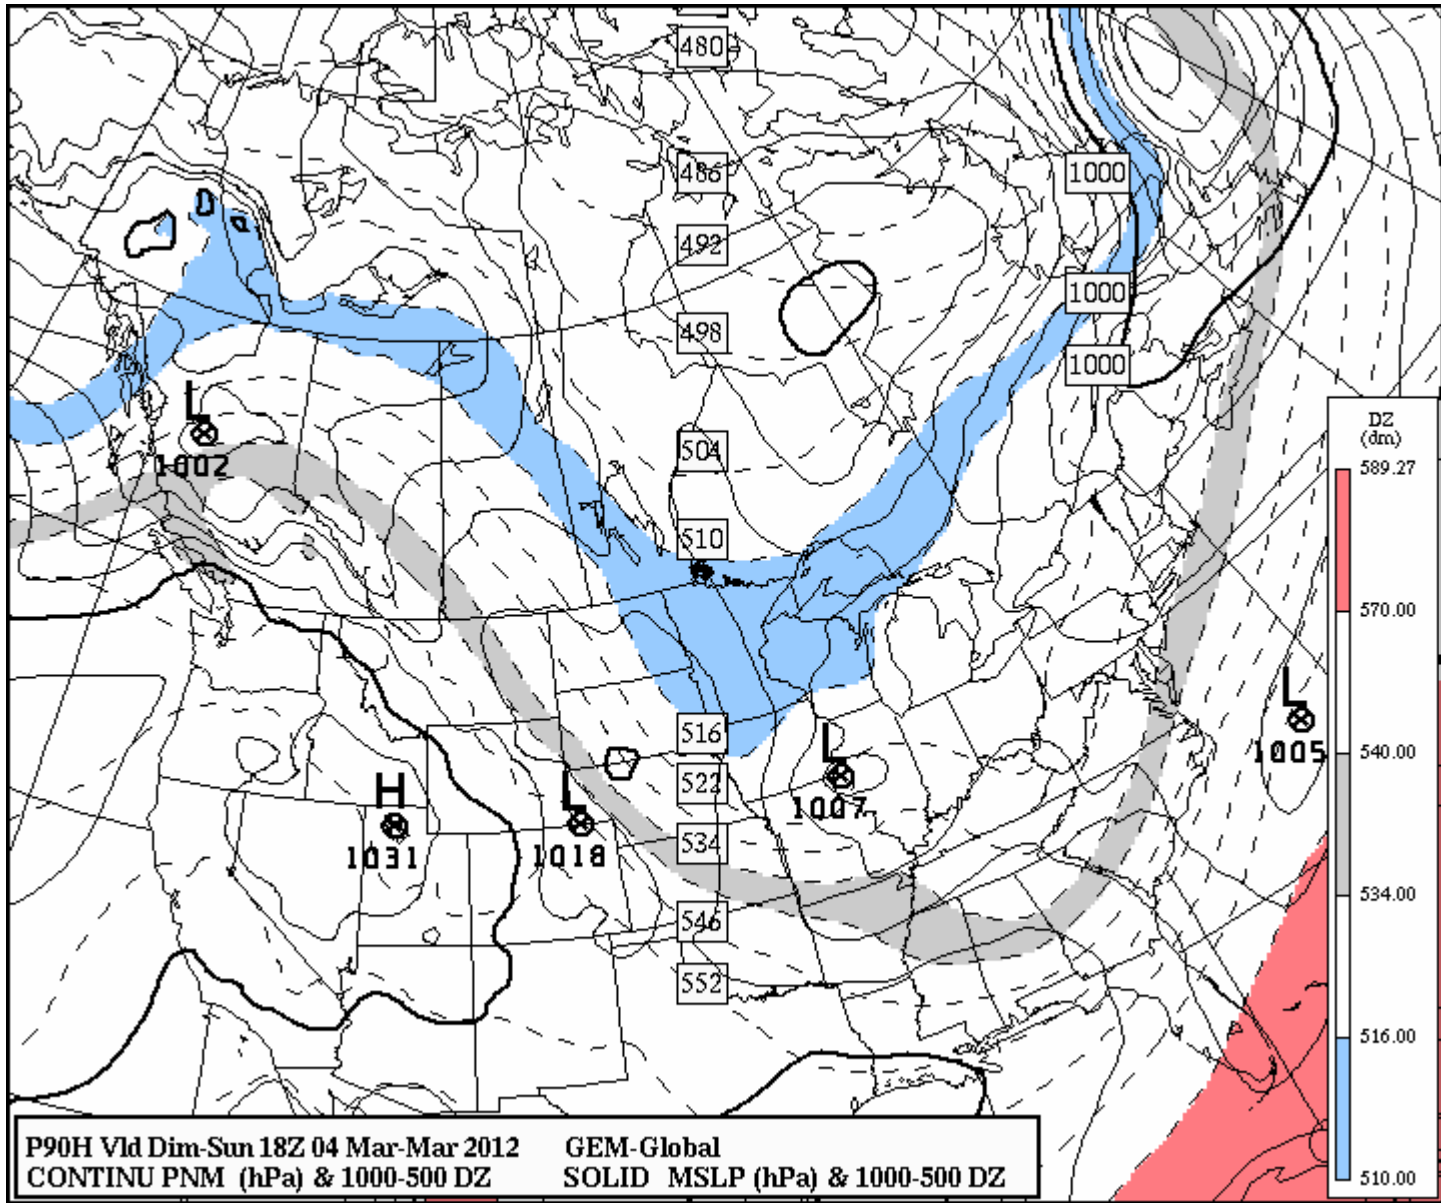 480
486
1000
492
1000
498
1000
L
1002
DZ
(dm)
504
589.27
510
570.00
516
L
L
1005
540.00
522
L
1007
H
1031
L
1018
534
534.00
546
552
516.00
P90H Vld Dim-Sun 18Z 04 Mar-Mar 2012 GEM-Global
CONTINU PNM (hPa) & 1000-500 DZ SOLID MSLP (hPa) & 1000-500 DZ
510.00